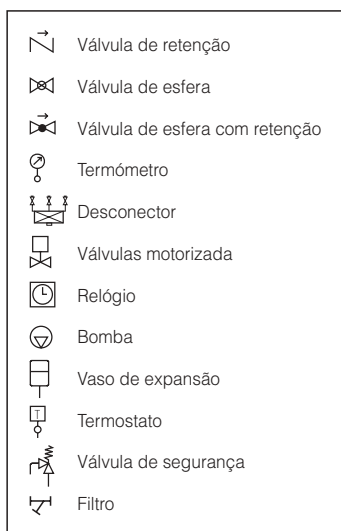 Válvula de retenção
Válvula de esfera
Válvula de esfera com retenção
Termómetro
Desconector
Válvulas motorizada
Relógio
Bomba
Vaso de expansão
T Termostato
Válvula de segurança
Filtro